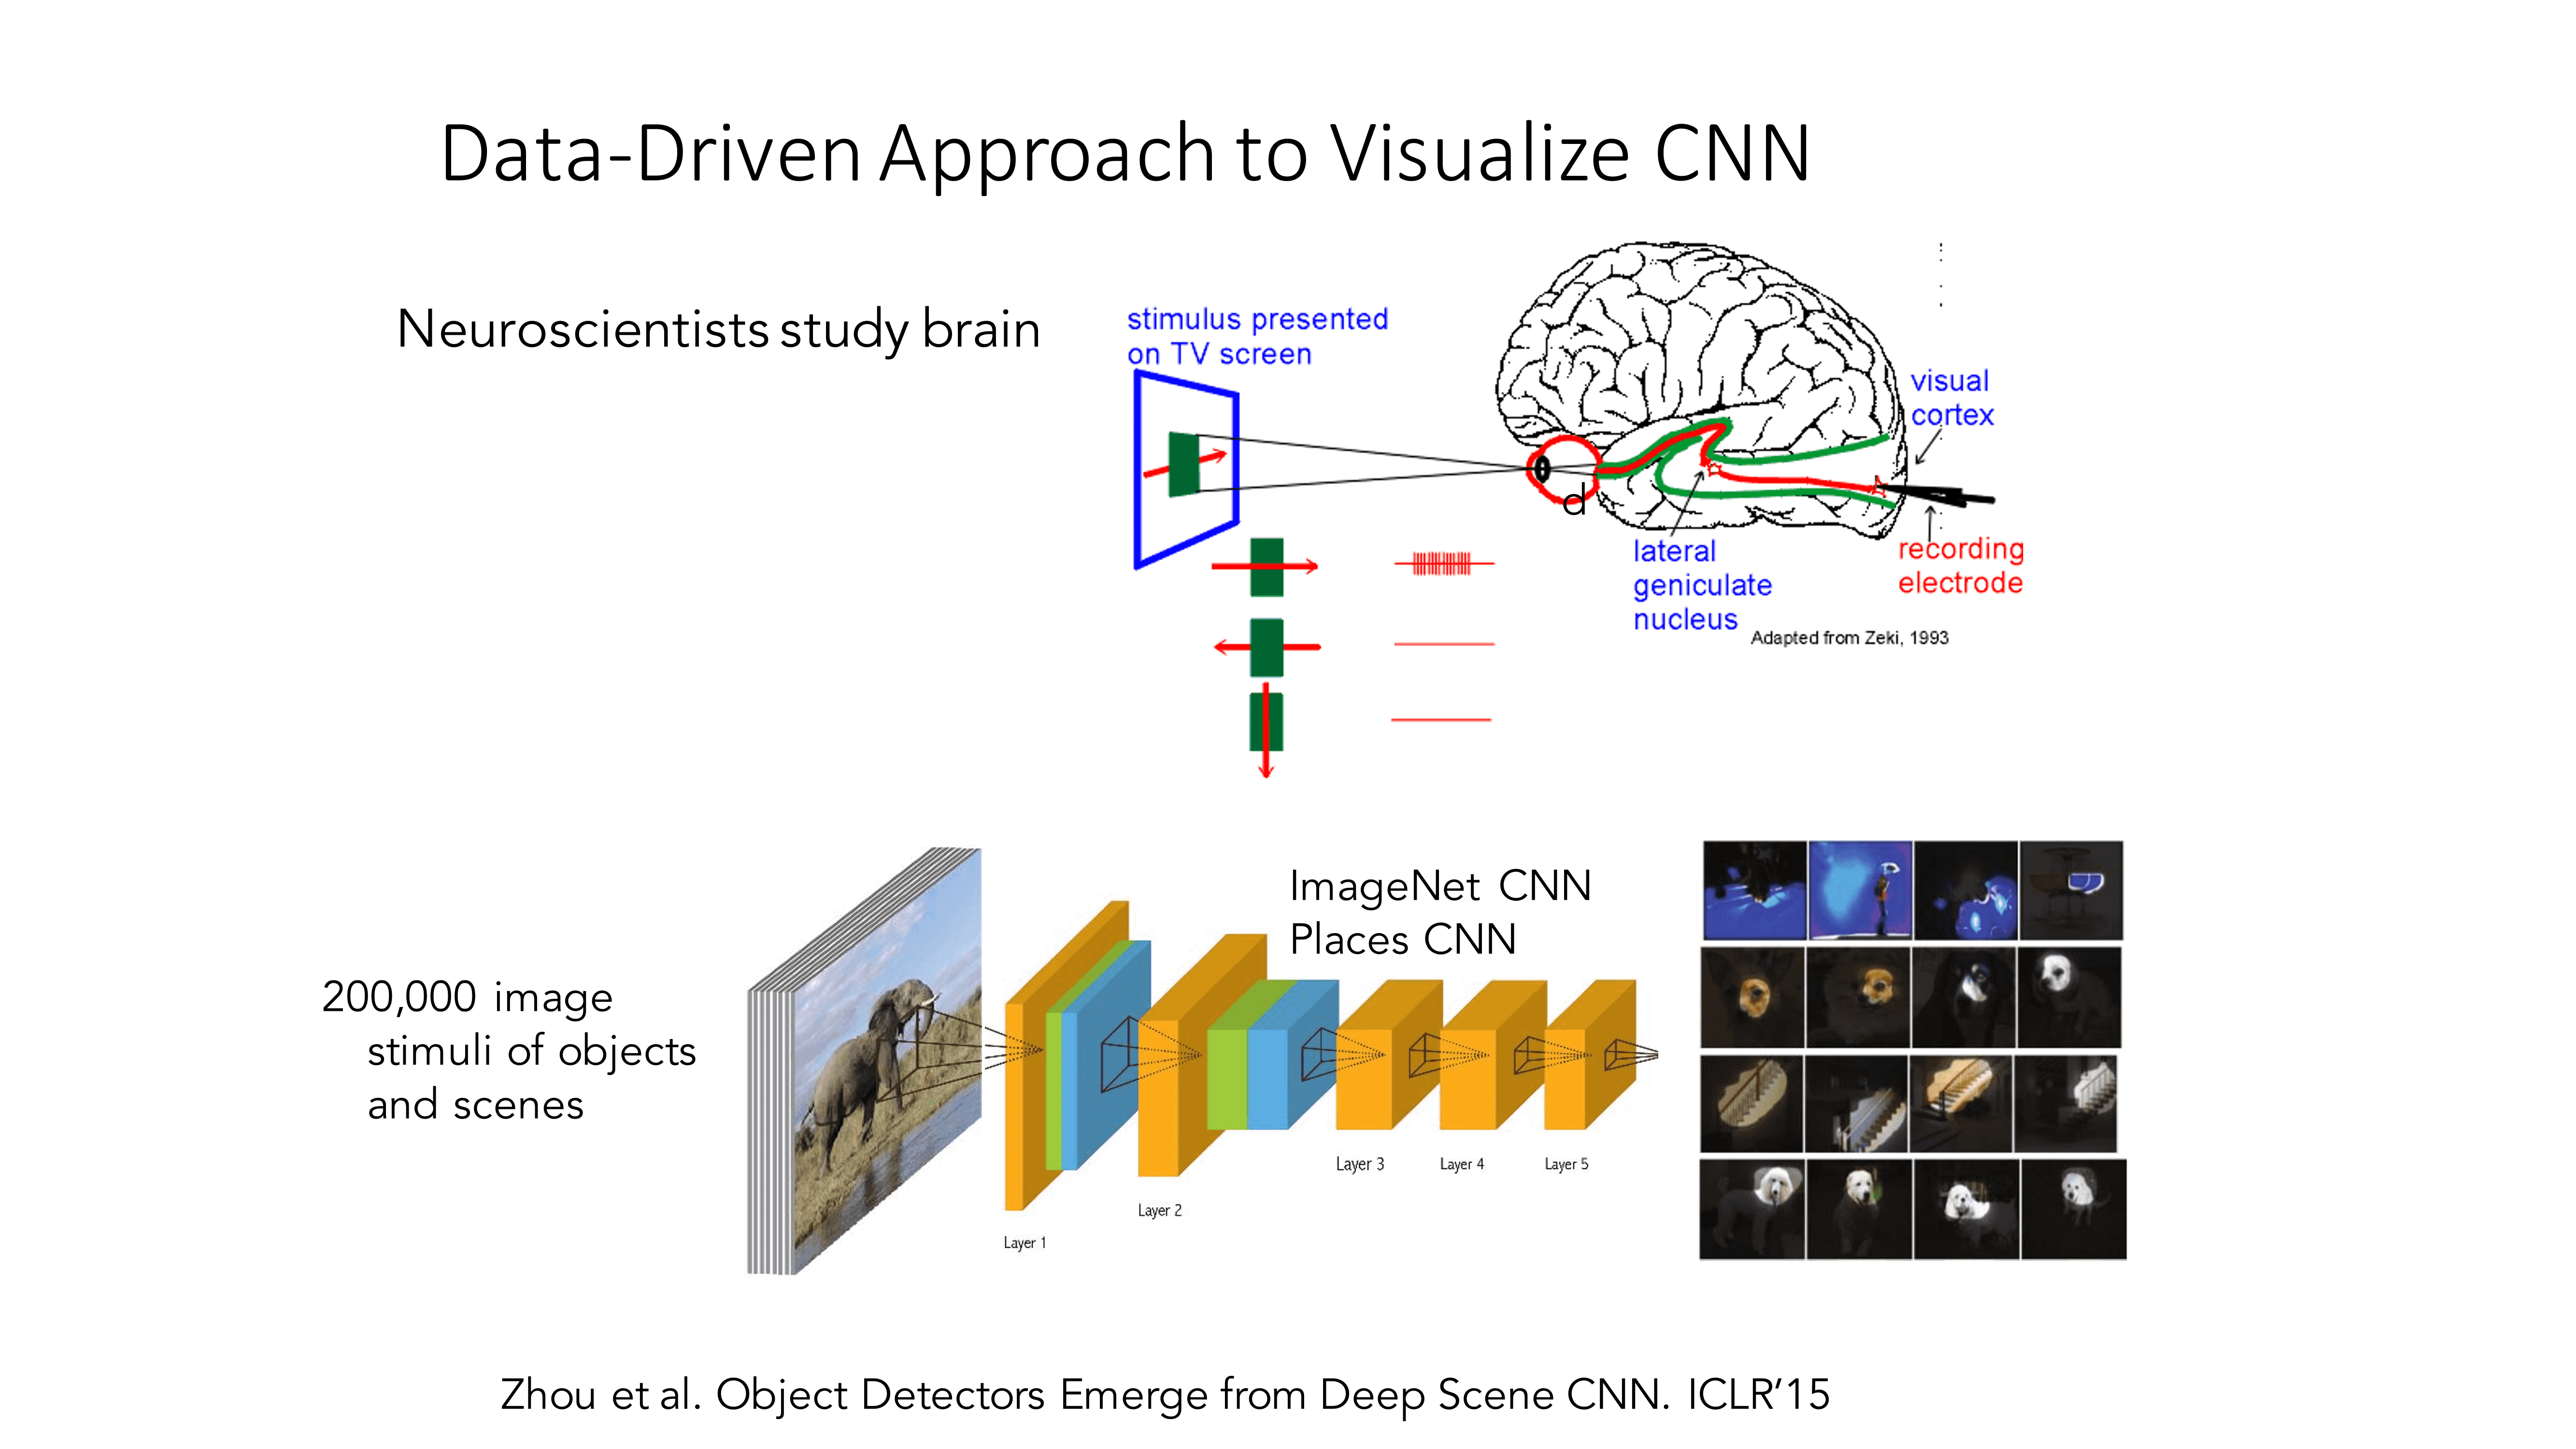 Data-Driven Approach to Visualize CNN
Neuroscientists study brain
stimulus presented
on TV screen
visual
cortex
d
lateral
geniculate
nucleus
recording
electrode
Adapted from Zeki, 1993
ImageNet CNN
Places CNN
200,000 image
stimuli of objects
and scenes
Layer 1
Layer 2
Layer 3
Layer 4
Layer 5
Zhou et al. Object Detectors Emerge from Deep Scene CNN. ICLR’15